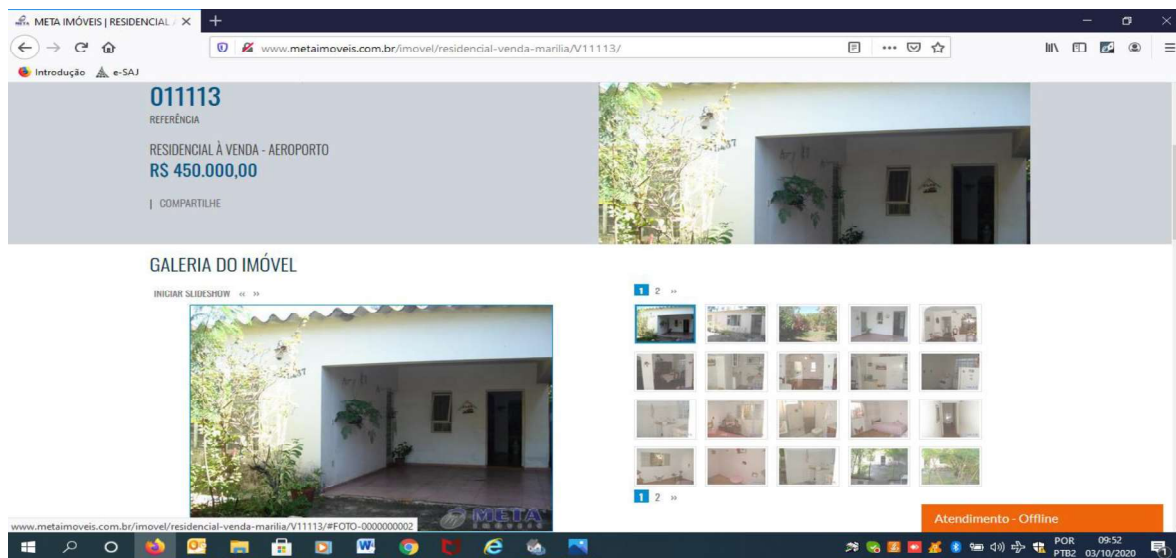 META IMÓVEIS | RESIDENCIAL
www.metaimoveis.com.br/imovel/residencial-venda-marilia/V11113/
Introdução e-SAJ
011113
REFERÊNCIA
RESIDENCIAL À VENDA - AEROPORTO
R$ 450.000,00
| COMPARTILHE
GALERIA DO IMÓVEL
INICIAR SLIDESHOW « »
1 2 »
META
IMÓVEIS
1 2 »
Atendimento - Offline
www.metaimoveis.com.br/imovel/residencial-venda-marilia/V11113/#FOTO-0000000002
POR 09:52
PTB2 03/10/2020